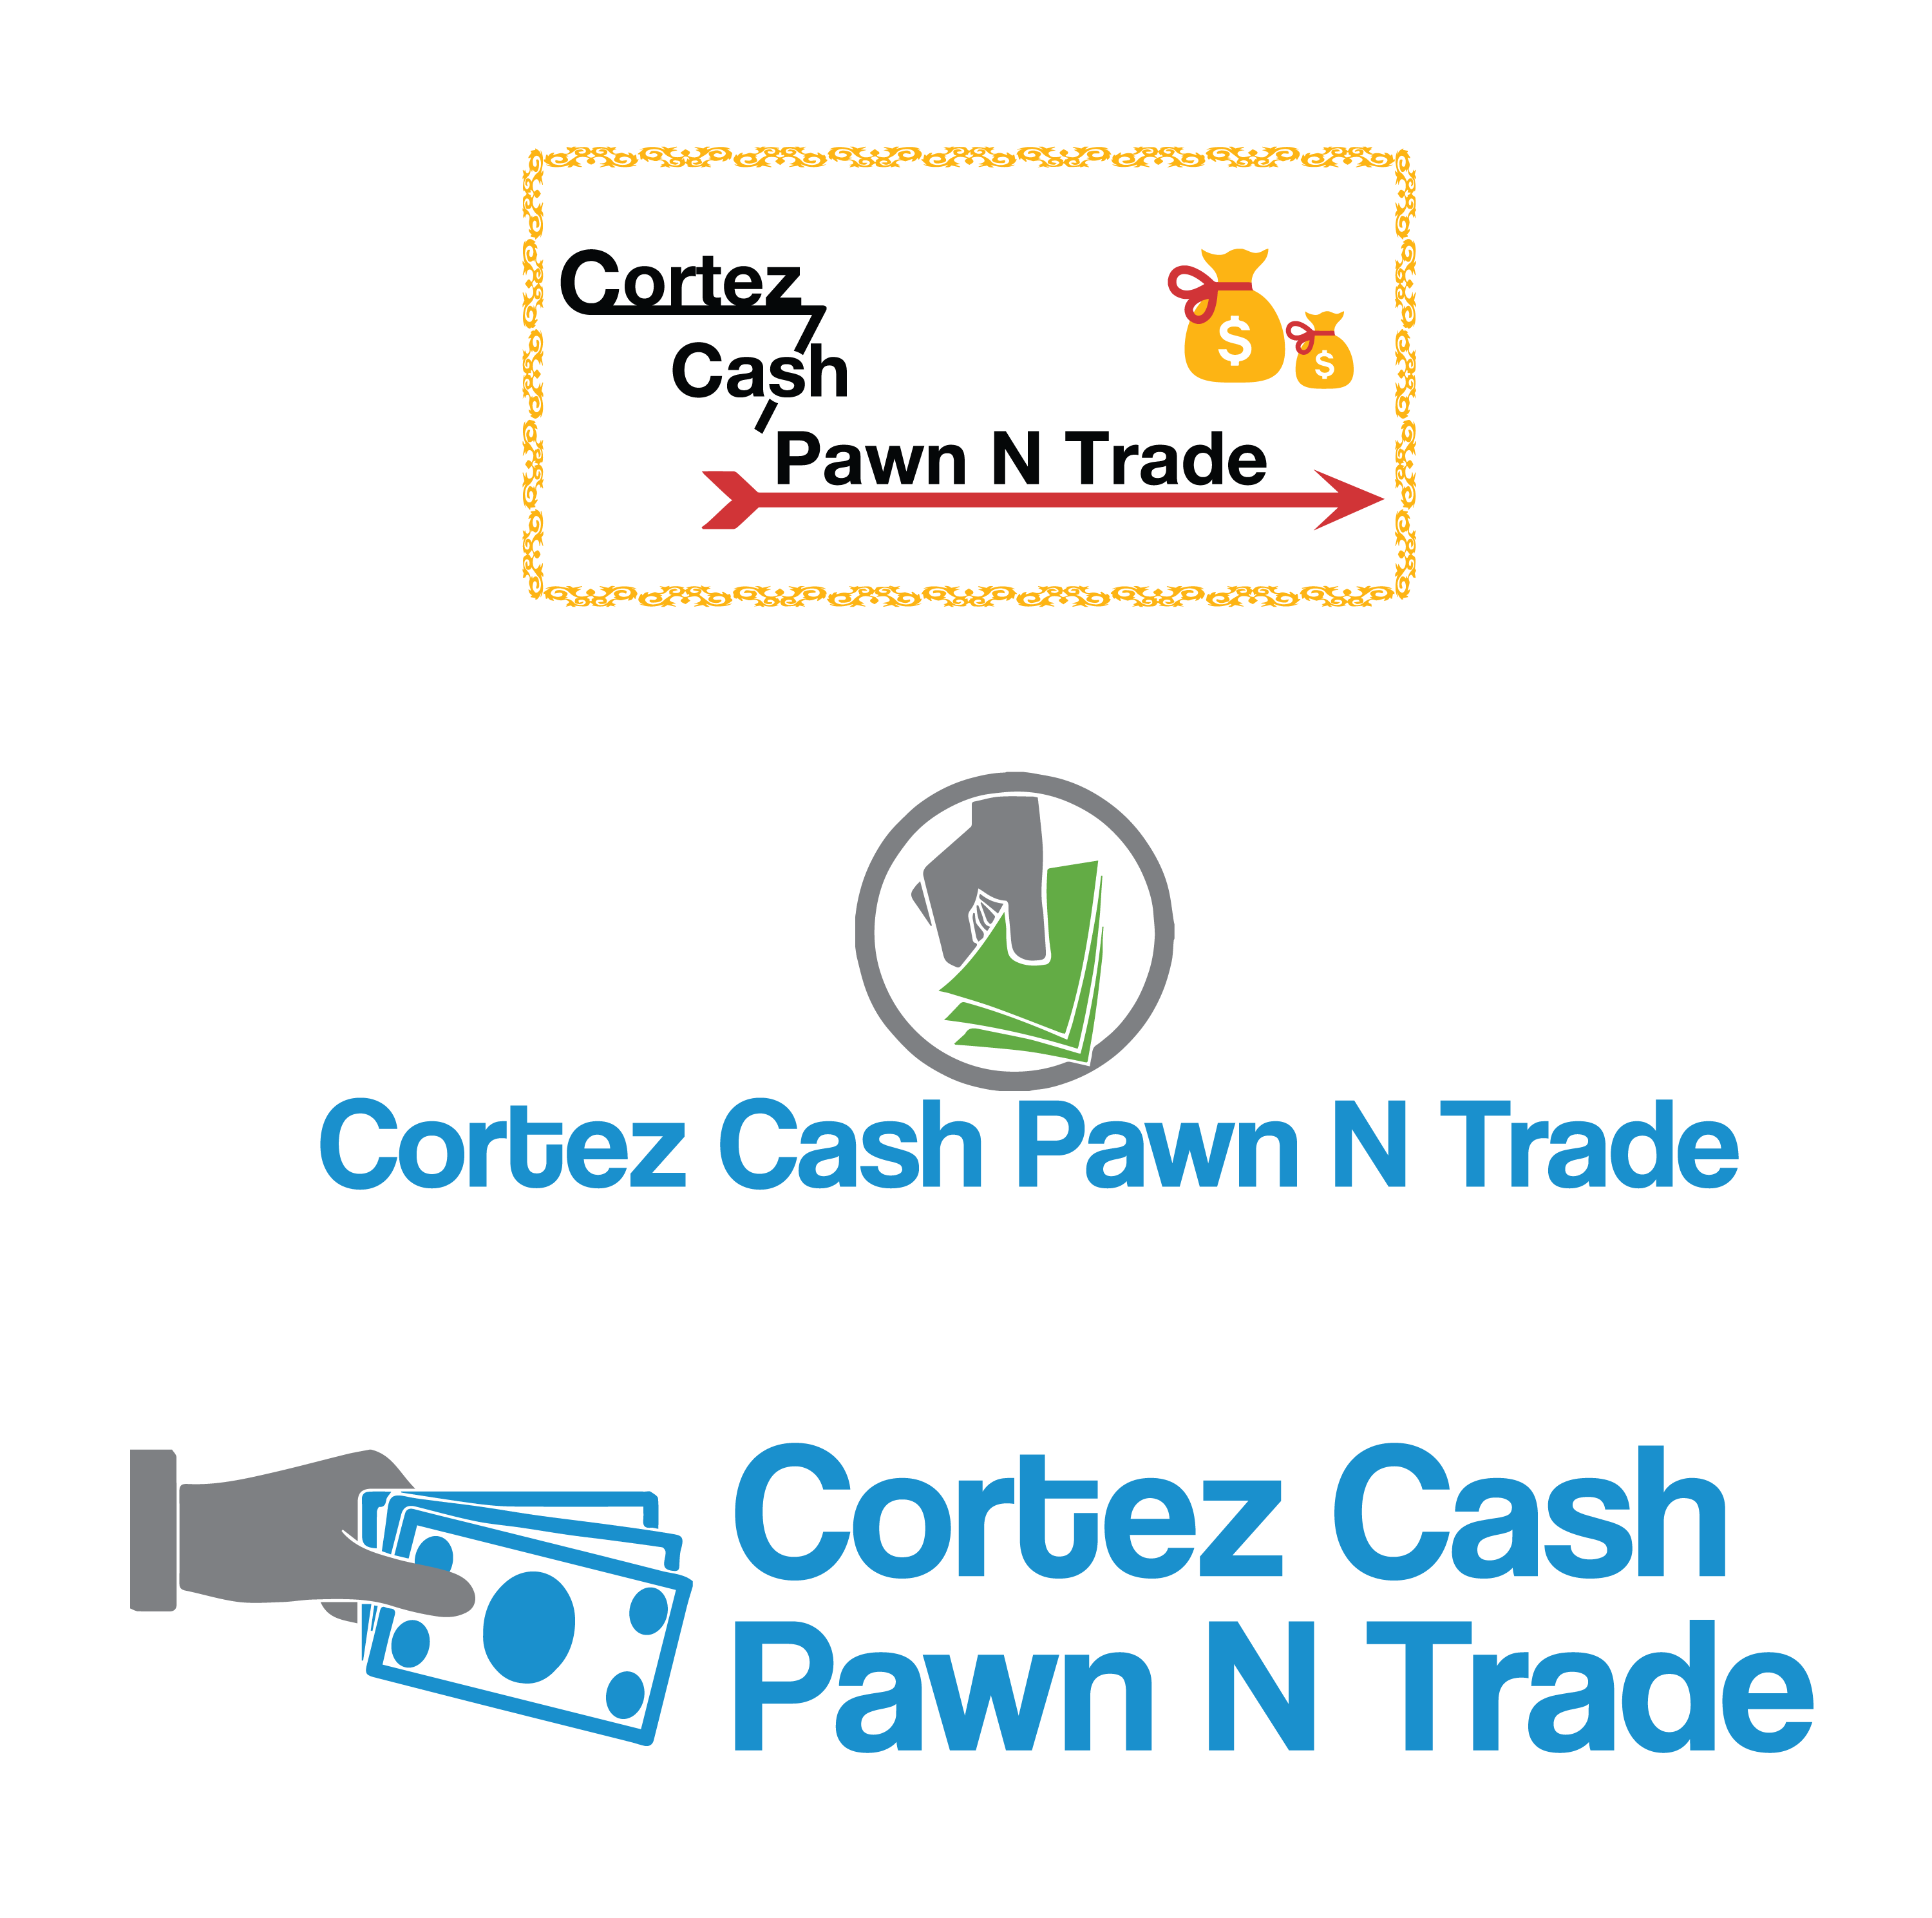 Cortez
Cash
Pawn N Trade
$
$
Cortez Cash Pawn N Trade
Cortez Cash
Pawn N Trade